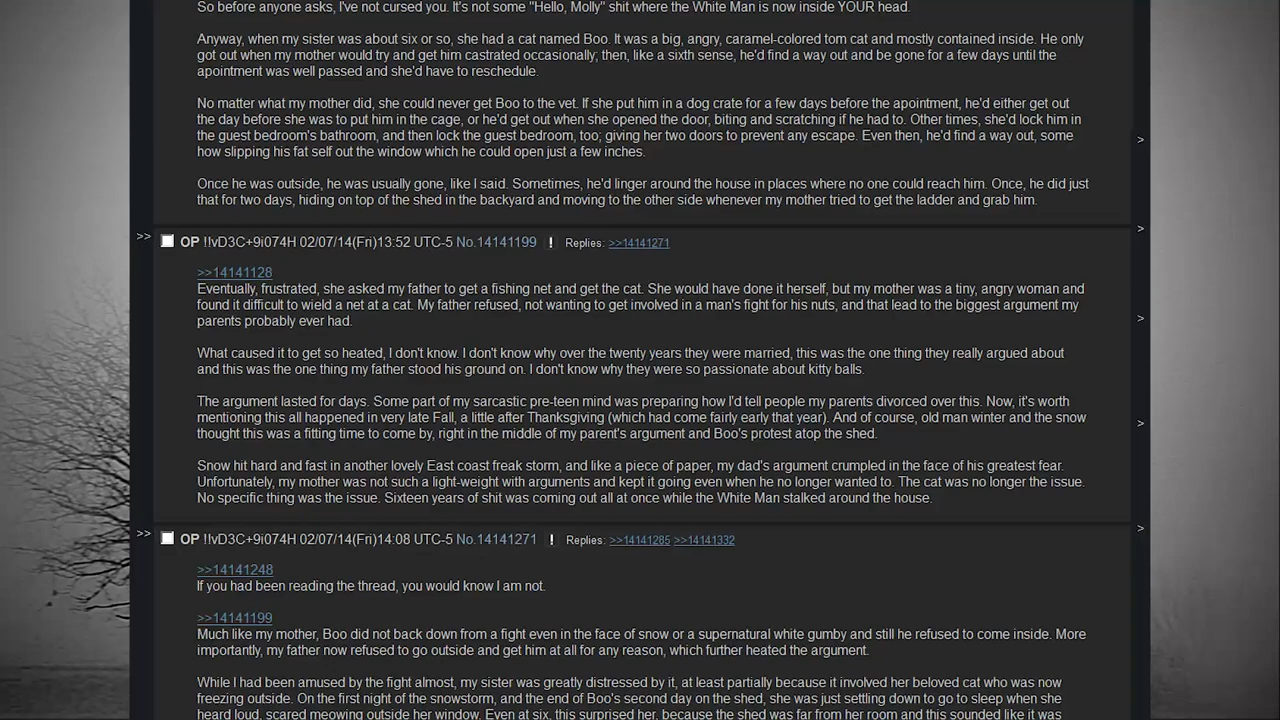 So before anyone asks, I've not cursed you. It's not some "Hello, Molly" shit where the White Man is now inside YOUR head.
Anyway, when my sister was about six or so, she had a cat named Boo. It was a big, angry, caramel-colored tom cat and mostly contained inside. He only
got out when my mother would try and get him castrated occasionally; then, like a sixth sense, he'd find a way out and be gone for a few days until the
apointment was well passed and she'd have to reschedule.
No matter what my mother did, she could never get Boo to the vet. If she put him in a dog crate for a few days before the apointment, he'd either get out
the day before she was to put him in the cage, or he'd get out when she opened the door, biting and scratching if he had to. Other times, she'd lock him in
the guest bedroom's bathroom, and then lock the guest bedroom, too; giving her two doors to prevent any escape. Even then, he'd find a way out, some
how slipping his fat self out the window which he could open just a few inches.
Once he was outside, he was usually gone, like I said. Sometimes, he'd linger around the house in places where no one could reach him. Once, he did just
that for two days, hiding on top of the shed in the backyard and moving to the other side whenever my mother tried to get the ladder and grab him.
>> OP !!vD3C+9i074H 02/07/14(Fri)13:52 UTC-5 No.14141199 ! Replies: >>14141271
>>14141128
Eventually, frustrated, she asked my father to get a fishing net and get the cat. She would have done it herself, but my mother was a tiny, angry woman and
found it difficult to wield a net at a cat. My father refused, not wanting to get involved in a man's fight for his nuts, and that lead to the biggest argument my
parents probably ever had.
What caused it to get so heated, I don't know. I don't know why over the twenty years they were married, this was the one thing they really argued about
and this was the one thing my father stood his ground on. I don't know why they were so passionate about kitty balls.
The argument lasted for days. Some part of my sarcastic pre-teen mind was preparing how I'd tell people my parents divorced over this. Now, it's worth
mentioning this all happened in very late Fall, a little after Thanksgiving (which had come fairly early that year). And of course, old man winter and the snow
thought this was a fitting time to come by, right in the middle of my parent's argument and Boo's protest atop the shed.
Snow hit hard and fast in another lovely East coast freak storm, and like a piece of paper, my dad's argument crumpled in the face of his greatest fear.
Unfortunately, my mother was not such a light-weight with arguments and kept it going even when he no longer wanted to. The cat was no longer the issue.
No specific thing was the issue. Sixteen years of shit was coming out all at once while the White Man stalked around the house.
>> OP !!vD3C+9i074H 02/07/14(Fri)14:08 UTC-5 No.14141271 ! Replies: >>14141285 >>14141332
>>14141248
If you had been reading the thread, you would know I am not.
>>14141199
Much like my mother, Boo did not back down from a fight even in the face of snow or a supernatural white gumby and still he refused to come inside. More
importantly, my father now refused to go outside and get him at all for any reason, which further heated the argument.
While I had been amused by the fight almost, my sister was greatly distressed by it, at least partially because it involved her beloved cat who was now
freezing outside. On the first night of the snowstorm, and the end of Boo's second day on the shed, she was just settling down to go to sleep when she
heard loud, scared meowing outside her window. Even at six, this surprised her, because the shed was far from her room and this sounded like it was
>
>
>
>
>